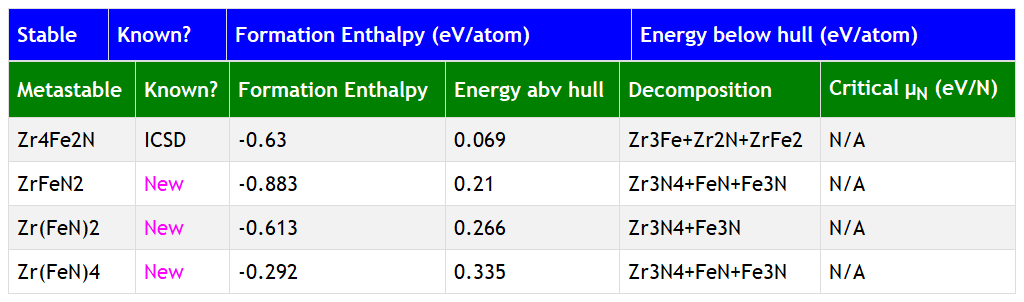 Stable Known? Formation Enthalpy (eV/atom) Energy below hull (eV/atom)
Metastable Known? Formation Enthalpy Energy abv hull Decomposition Critical μN (eV/N)
Zr4Fe2N ICSD -0.63 0.069 Zr3Fe+Zr2N+ZrFe2 N/A
ZrFeN2 New -0.883 0.21 Zr3N4+FeN+Fe3N N/A
Zr(FeN)2 New -0.613 0.266 Zr3N4+Fe3N N/A
Zr(FeN)4 New -0.292 0.335 Zr3N4+FeN+Fe3N N/A